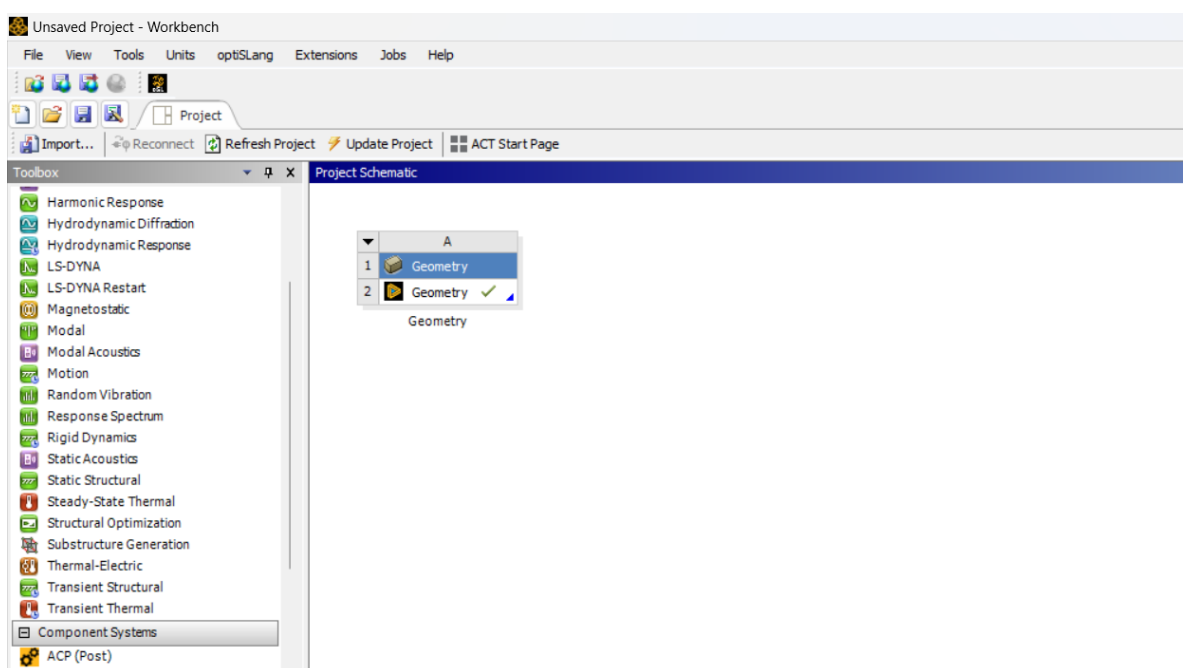 Unsaved Project - Workbench
File View Tools Units optiSLang Extensions Jobs Help
Project
Import... Reconnect Refresh Project Update Project ACT Start Page
Toolbox
Project Schematic
Harmonic Response
Hydrodynamic Diffraction
Hydrodynamic Response
LS-DYNA
LS-DYNA Restart
Magnetostatic
Modal
Modal Acoustics
Motion
Random Vibration
Response Spectrum
Rigid Dynamics
Static Acoustics
Static Structural
Steady-State Thermal
Structural Optimization
Substructure Generation
Thermal-Electric
Transient Structural
Transient Thermal
Component Systems
ACP (Post)
A
1 Geometry
2 Geometry
Geometry